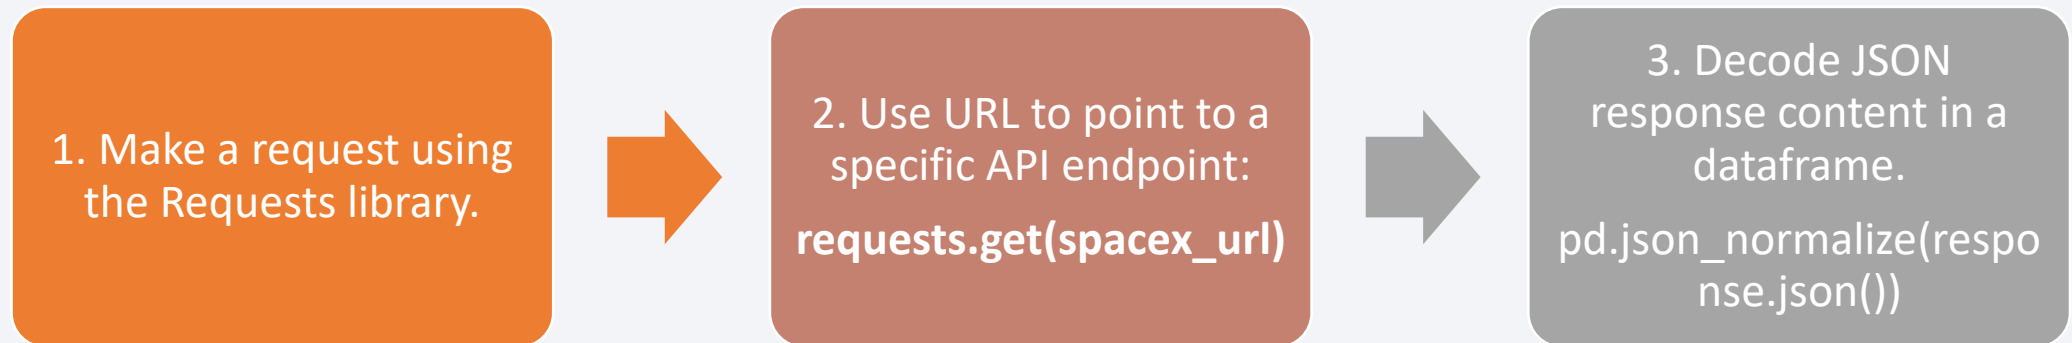 1. Make a request using
the Requests library.
2. Use URL to point to a
specific API endpoint:
requests.get(spacex_url)
3. Decode JSON
response content in a
dataframe.
pd.json_normalize(respo
nse.json())